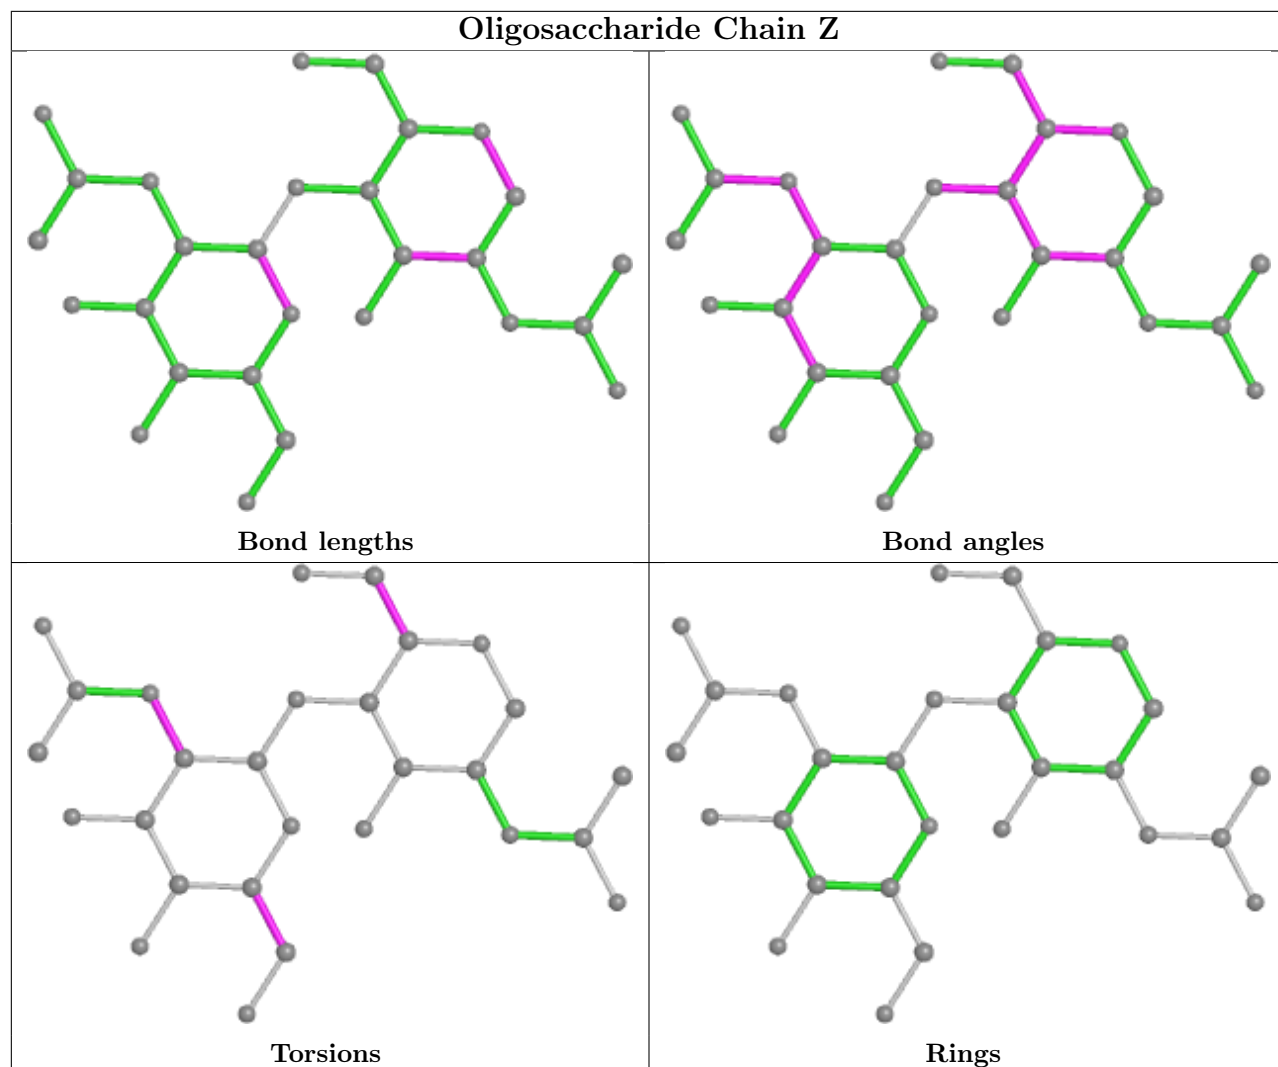 Oligosaccharide Chain Z
Bond lengths
Bond angles
Torsions
Rings